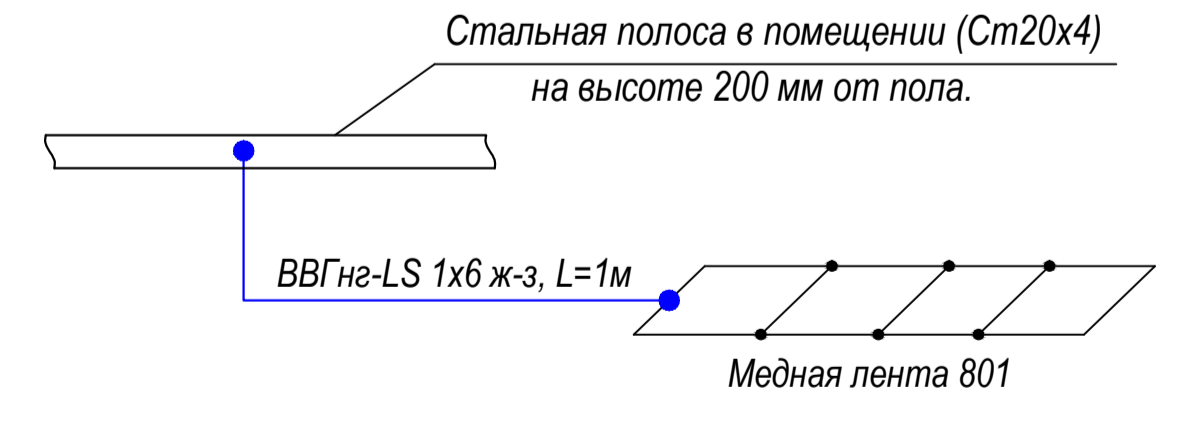 Стальная полоса в помещении (Ст20х4)
на высоте 200 мм от пола.
ВВГнг-LS 1х6 ж-з, L=1м
Медная лента 801